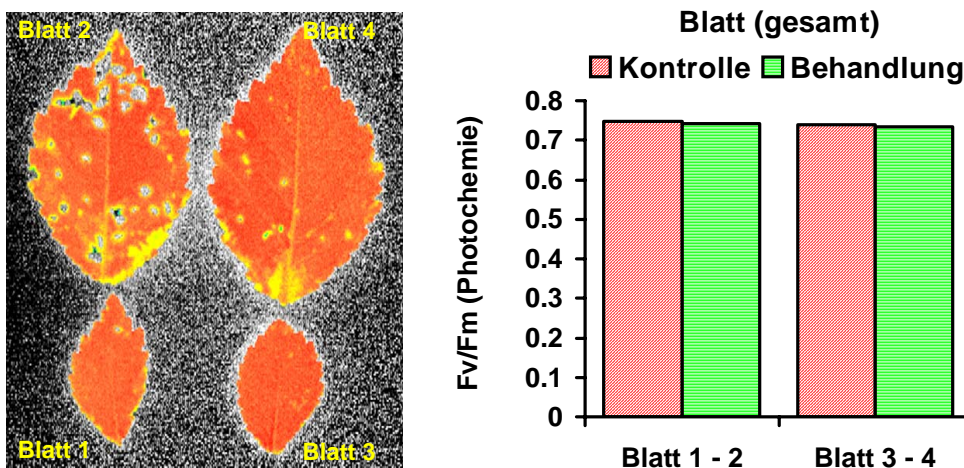 Blatt 2
Blatt 4
Blatt 1
Blatt 3
Blatt (gesamt)
Kontrolle Behandlung
Fv/Fm (Photochemie)
0.8
0.7
0.6
0.5
0.4
0.3
0.2
0.1
0
Blatt 1 - 2 Blatt 3 - 4